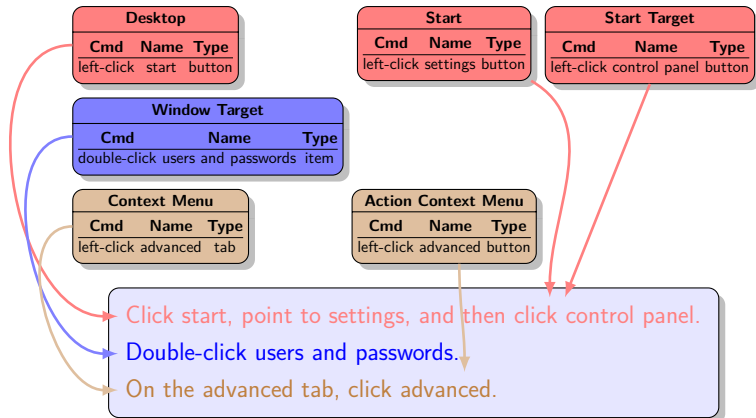 Desktop
Cmd Name Type
left-click start button
Start
Cmd Name Type
left-click settings button
Start Target
Cmd Name Type
left-click control panel button
Window Target
Cmd Name Type
double-click users and passwords item
Context Menu
Cmd Name Type
left-click advanced tab
Action Context Menu
Cmd Name Type
left-click advanced button
Click start, point to settings, and then click control panel.
Double-click users and passwords.
On the advanced tab, click advanced.